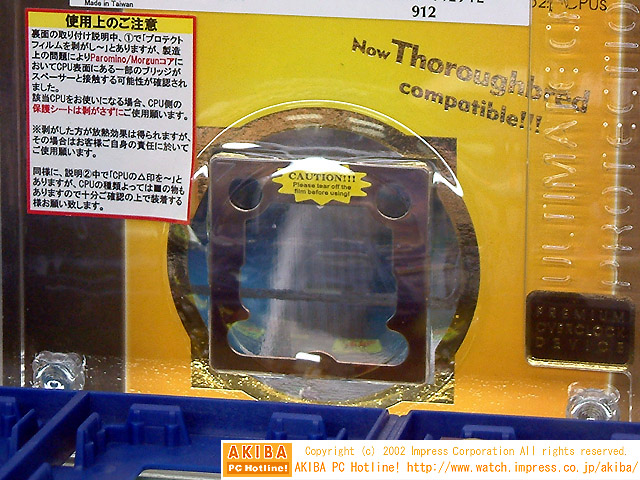 Made in Taiwan
912
CPUS
使用上のご注意
裏面の取り付け説明中、①で「プロテクト
フィルムを剥がし~」とありますが、製造
上の問題によりParomino/Morgunコアに
おいてCPU表面にある一部のブリッジが
スペーサーと接触する可能性が確認され
ました。
該当CPUをお使いになる場合、CPU側の
保護シートは剥がさずにご使用願います。
※剥がした方が放熱効果は得られますが、
その場合はお客様ご自身の責任に於いて
ご使用願います。
同様に、説明②中で「CPUの△印を~」と
ありますが、CPUの種類よっては■の物も
ありますので十分ご確認の上で装着する
様お願い致します。
Now Thoroughbred
compatible!!!
CAUTION!!!
Please tear off the
film before using!
PREMIUM
OVERCLOCK
DEVICE
AKIBA
PC Hotline!
Copyright (c) 2002 Impress Corporation All rights reserved.
AKIBA PC Hotline! http://www.watch.impress.co.jp/akiba/